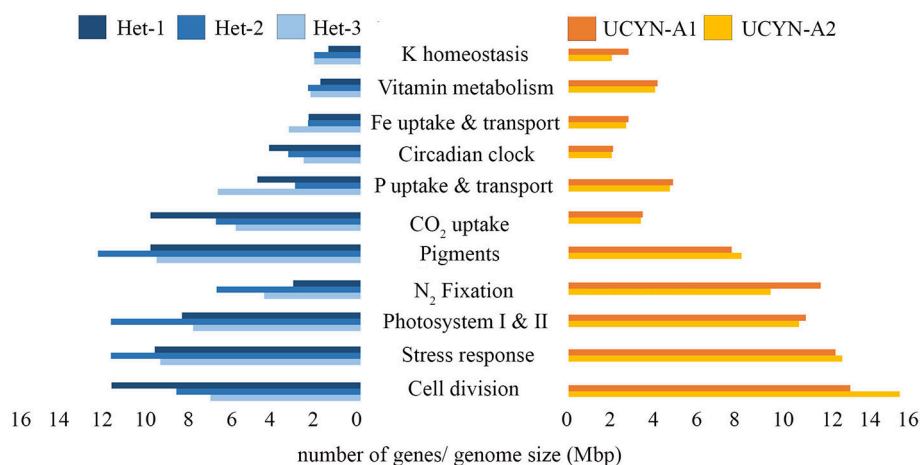 Het-1 Het-2 Het-3 UCYN-A1 UCYN-A2
K homeostasis
Vitamin metabolism
Fe uptake & transport
Circadian clock
P uptake & transport
CO2 uptake
Pigments
N2 Fixation
Photosystem I & II
Stress response
Cell division
16 14 12 10 8 6 4 2 0 0 2 4 6 8 10 12 14 16
number of genes/ genome size (Mbp)